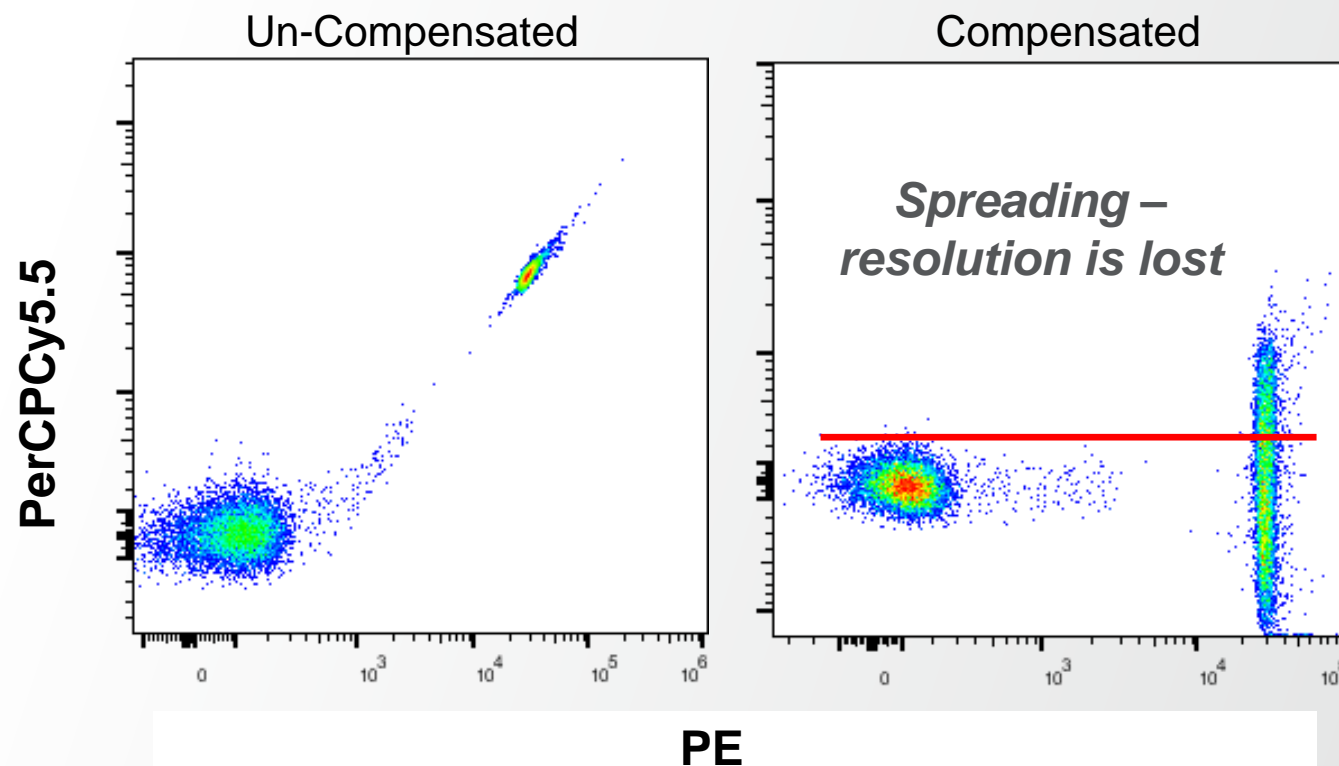 Un-Compensated
Compensated
Spreading –
resolution is lost
PerCPCy5.5
0 10³ 10⁴ 10⁵ 10⁶
0 10³ 10⁴
PE